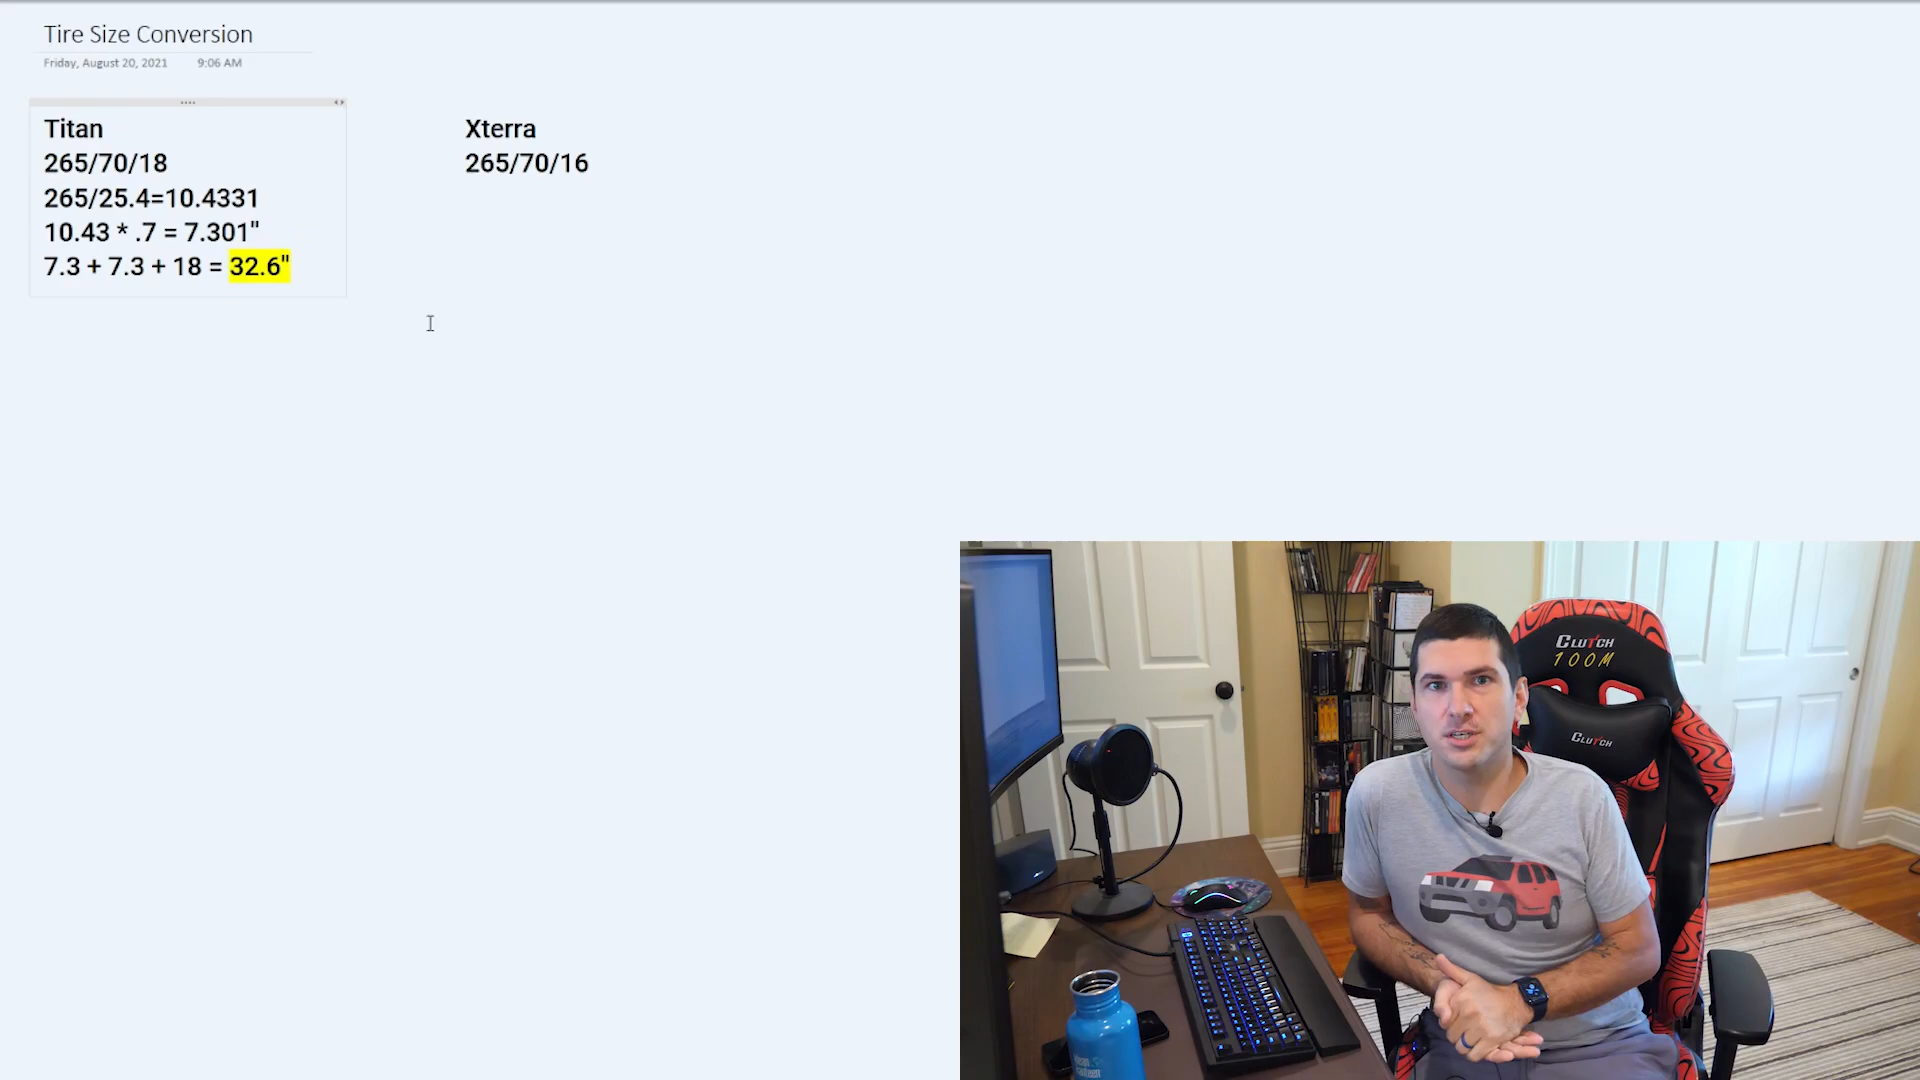 Tire Size Conversion
Friday, August 20, 2021 9:06 AM
Titan
265/70/18
265/25.4=10.4331
10.43 * .7 = 7.301"
7.3 + 7.3 + 18 = 32.6"
Xterra
265/70/16
CLUTCH
100M
CLUTCH